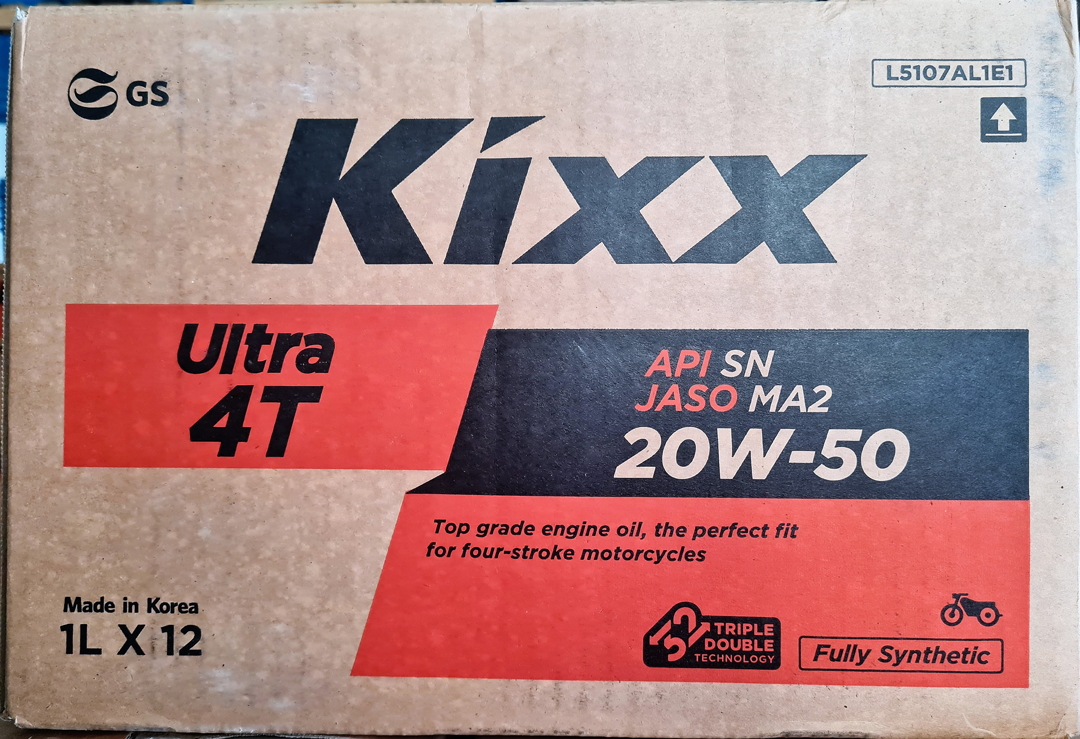 GS
L5107AL1E1
Kixx
Ultra
4T
API SN
JASO MA2
20W-50
Top grade engine oil, the perfect fit
for four-stroke motorcycles
Made in Korea
1L X 12
TRIPLE
DOUBLE
TECHNOLOGY
Fully Synthetic